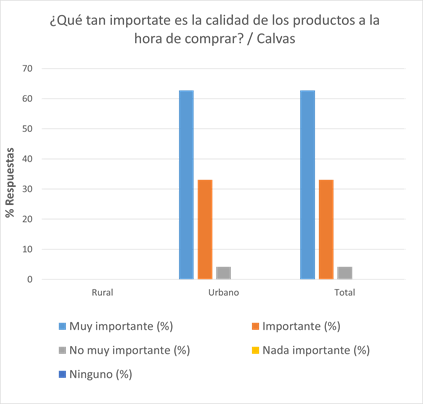 ¿Qué tan importate es la calidad de los productos a la
hora de comprar? / Calvas
% Respuestas
70
60
50
40
30
20
10
0
Rural Urbano Total
Muy importante (%) Importante (%)
No muy importante (%) Nada importante (%)
Ninguno (%)